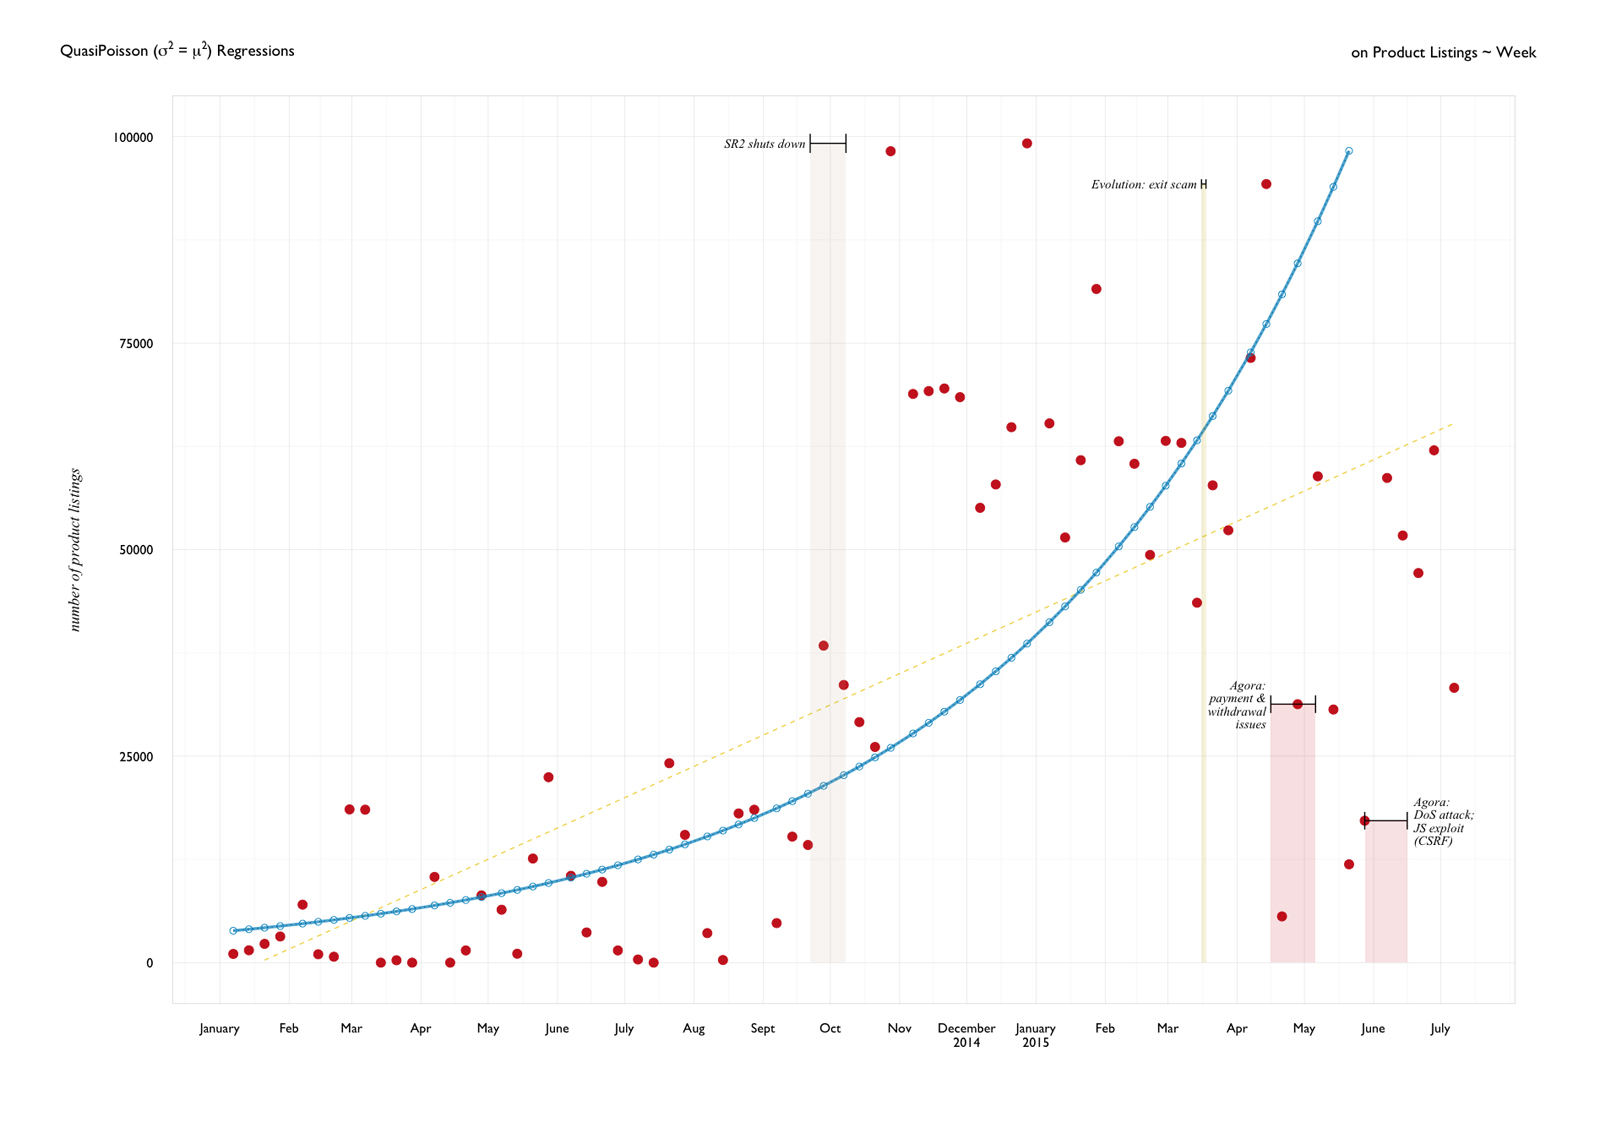 QuasiPoisson (σ² = μ²) Regressions
on Product Listings ~ Week
number of product listings
100000
75000
50000
25000
0
SR2 shuts down
Evolution: exit scam
Agora:
payment &
withdrawal
issues
Agora:
DoS attack;
JS exploit
(CSRF)
January
Feb
Mar
Apr
May
June
July
Aug
Sept
Oct
Nov
December
2014
January
2015
Feb
Mar
Apr
May
June
July